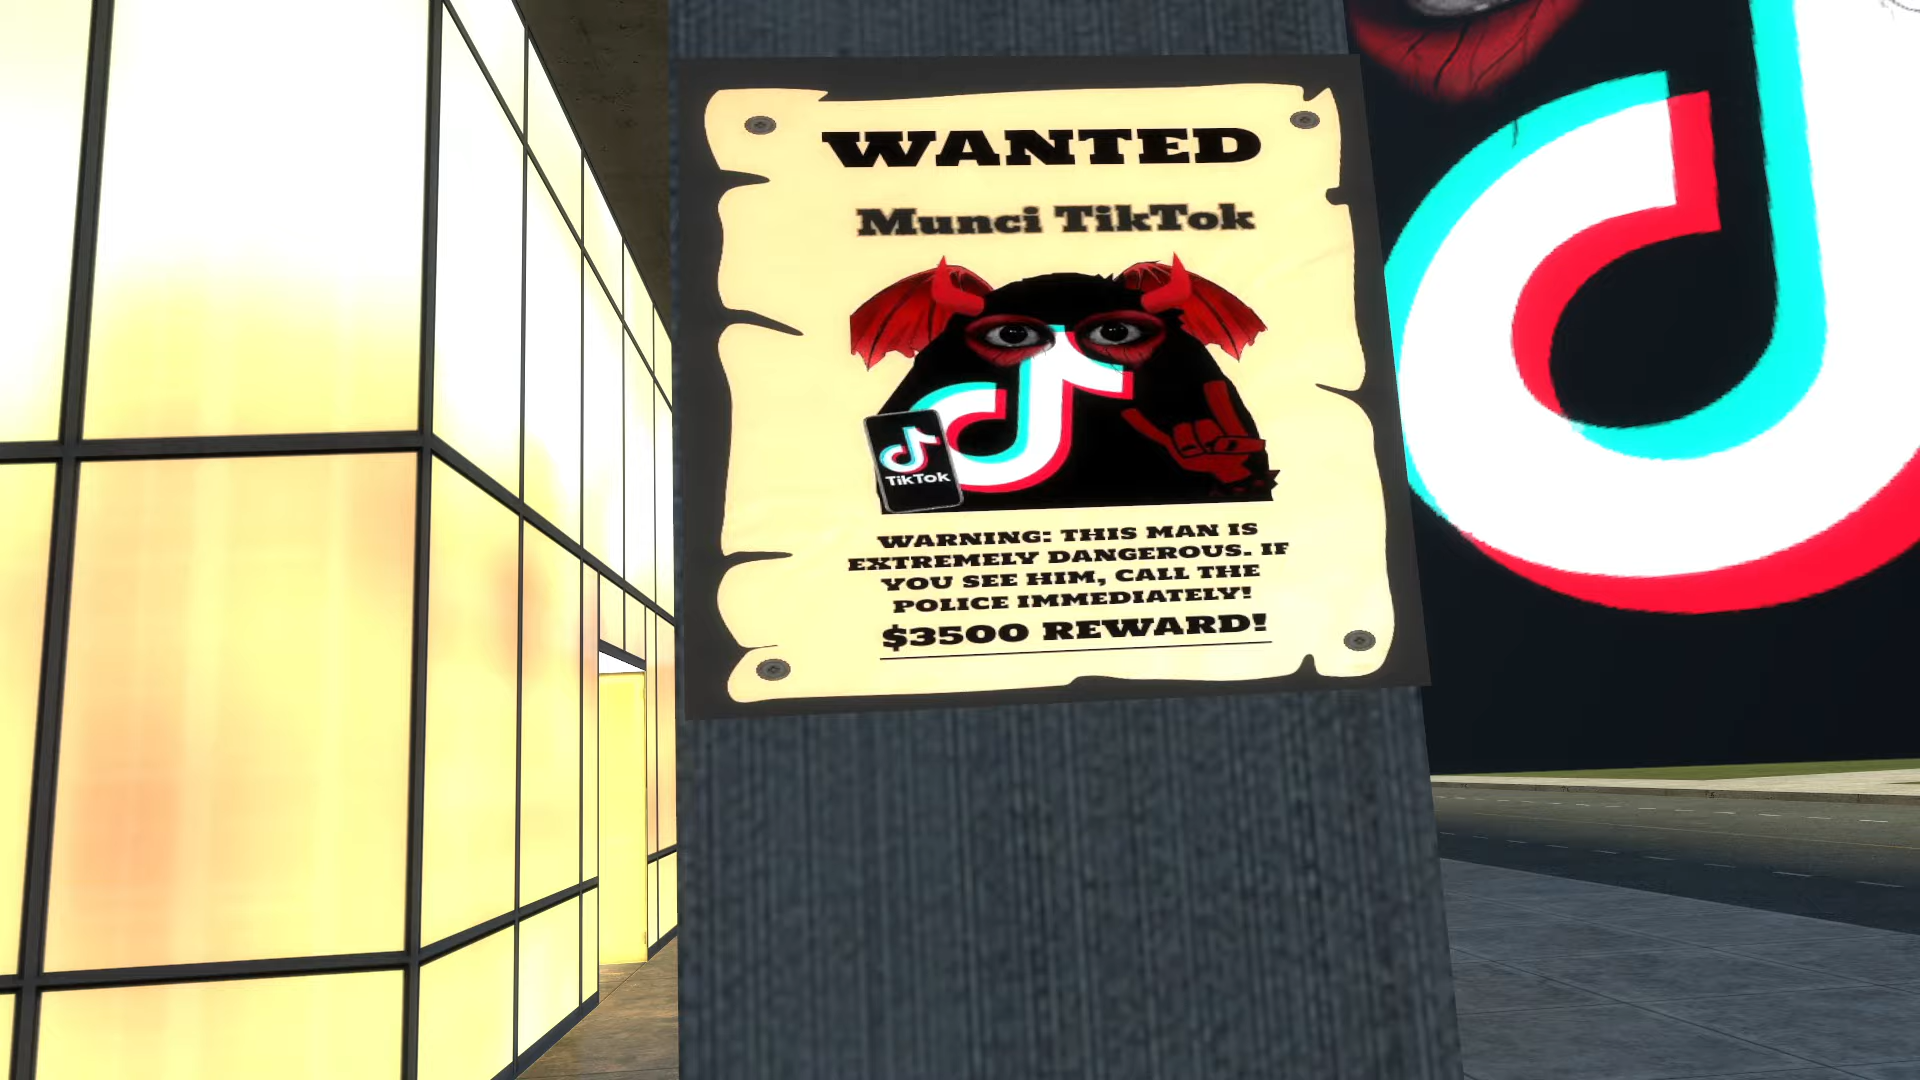 WANTED
Munci TikTok
TikTok
WARNING: THIS MAN IS
EXTREMELY DANGEROUS. IF
YOU SEE HIM, CALL THE
POLICE IMMEDIATELY!
$3500 REWARD!